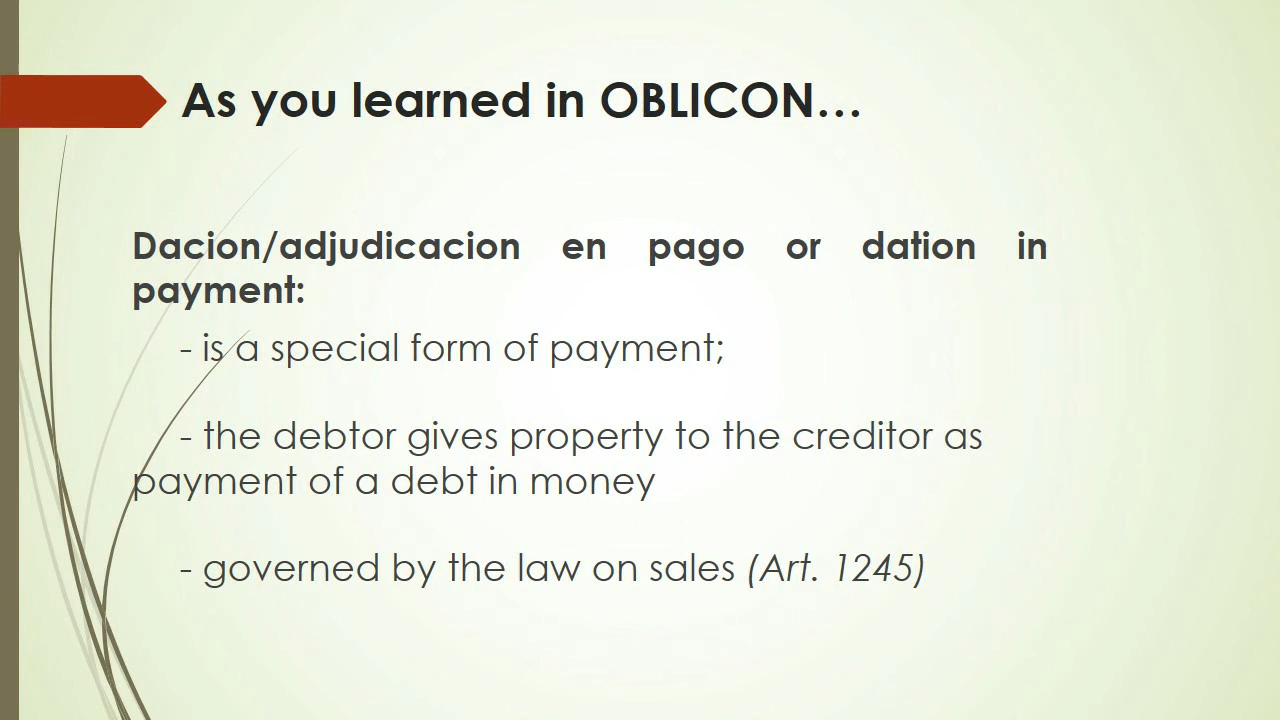 As you learned in OBLICON…
Dacion/adjudicacion en pago or dation in
payment:
- is a special form of payment;
- the debtor gives property to the creditor as
payment of a debt in money
- governed by the law on sales (Art. 1245)